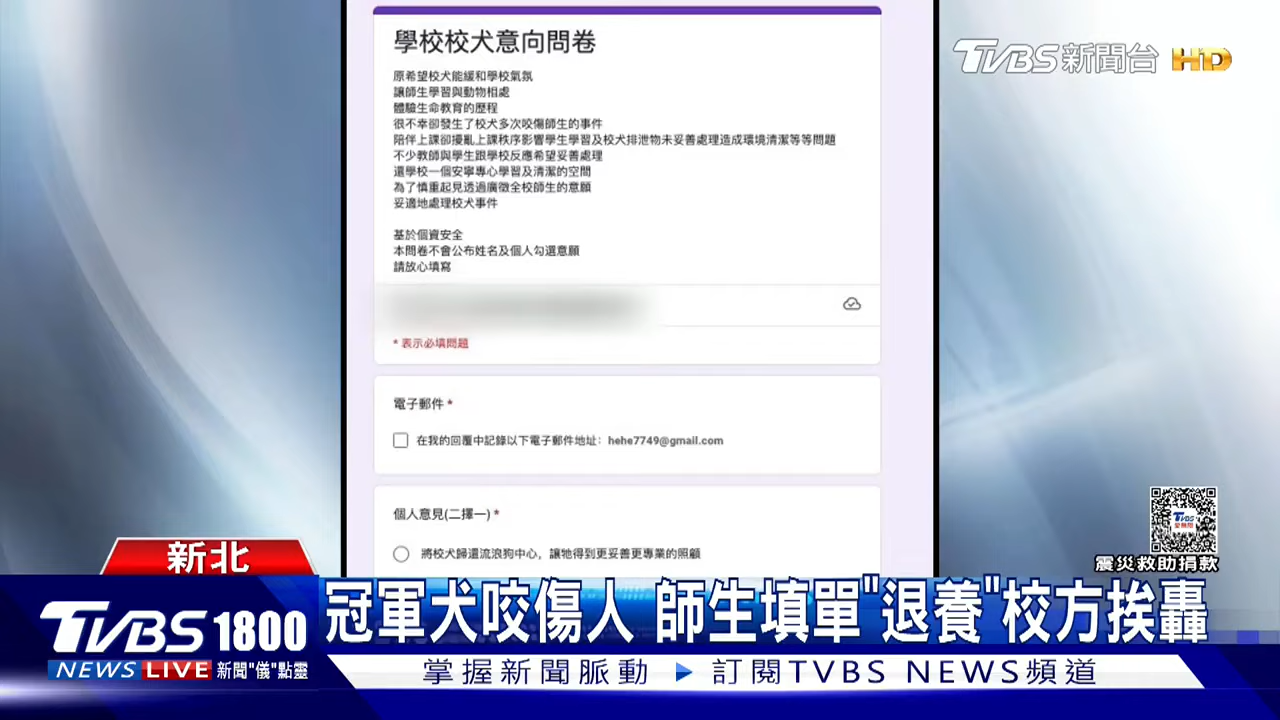 學校校犬意向問卷
原希望校犬能緩和學校氣氛
讓師生學習與動物相處
體驗生命教育的歷程
很不幸卻發生了校犬多次咬傷師生的事件
陪伴上課卻擾亂上課秩序影響學生學習及校犬排泄物未妥善處理造成環境清潔等等問題
不少教師與學生跟學校反應希望妥善處理
還學校一個安寧專心學習及清潔的空間
為了慎重起見透過廣徵全校師生的意願
妥適地處理校犬事件
基於個資安全
本問卷不會公布姓名及個人勾選意願
請放心填寫
* 表示必填問題
電子郵件 *
在我的回覆中記錄以下電子郵件地址：hehe7749@gmail.com
個人意見(二擇一) *
將校犬歸還流浪狗中心，讓牠得到更妥善更專業的照顧
TVBS新聞台 HD
TVBS
震災救助捐款
新北
冠軍犬咬傷人 師生填單"退養"校方挨轟
TVBS 1800
NEWS LIVE 新聞"儀"點靈
掌握新聞脈動 ▶ 訂閱TVBS NEWS頻道